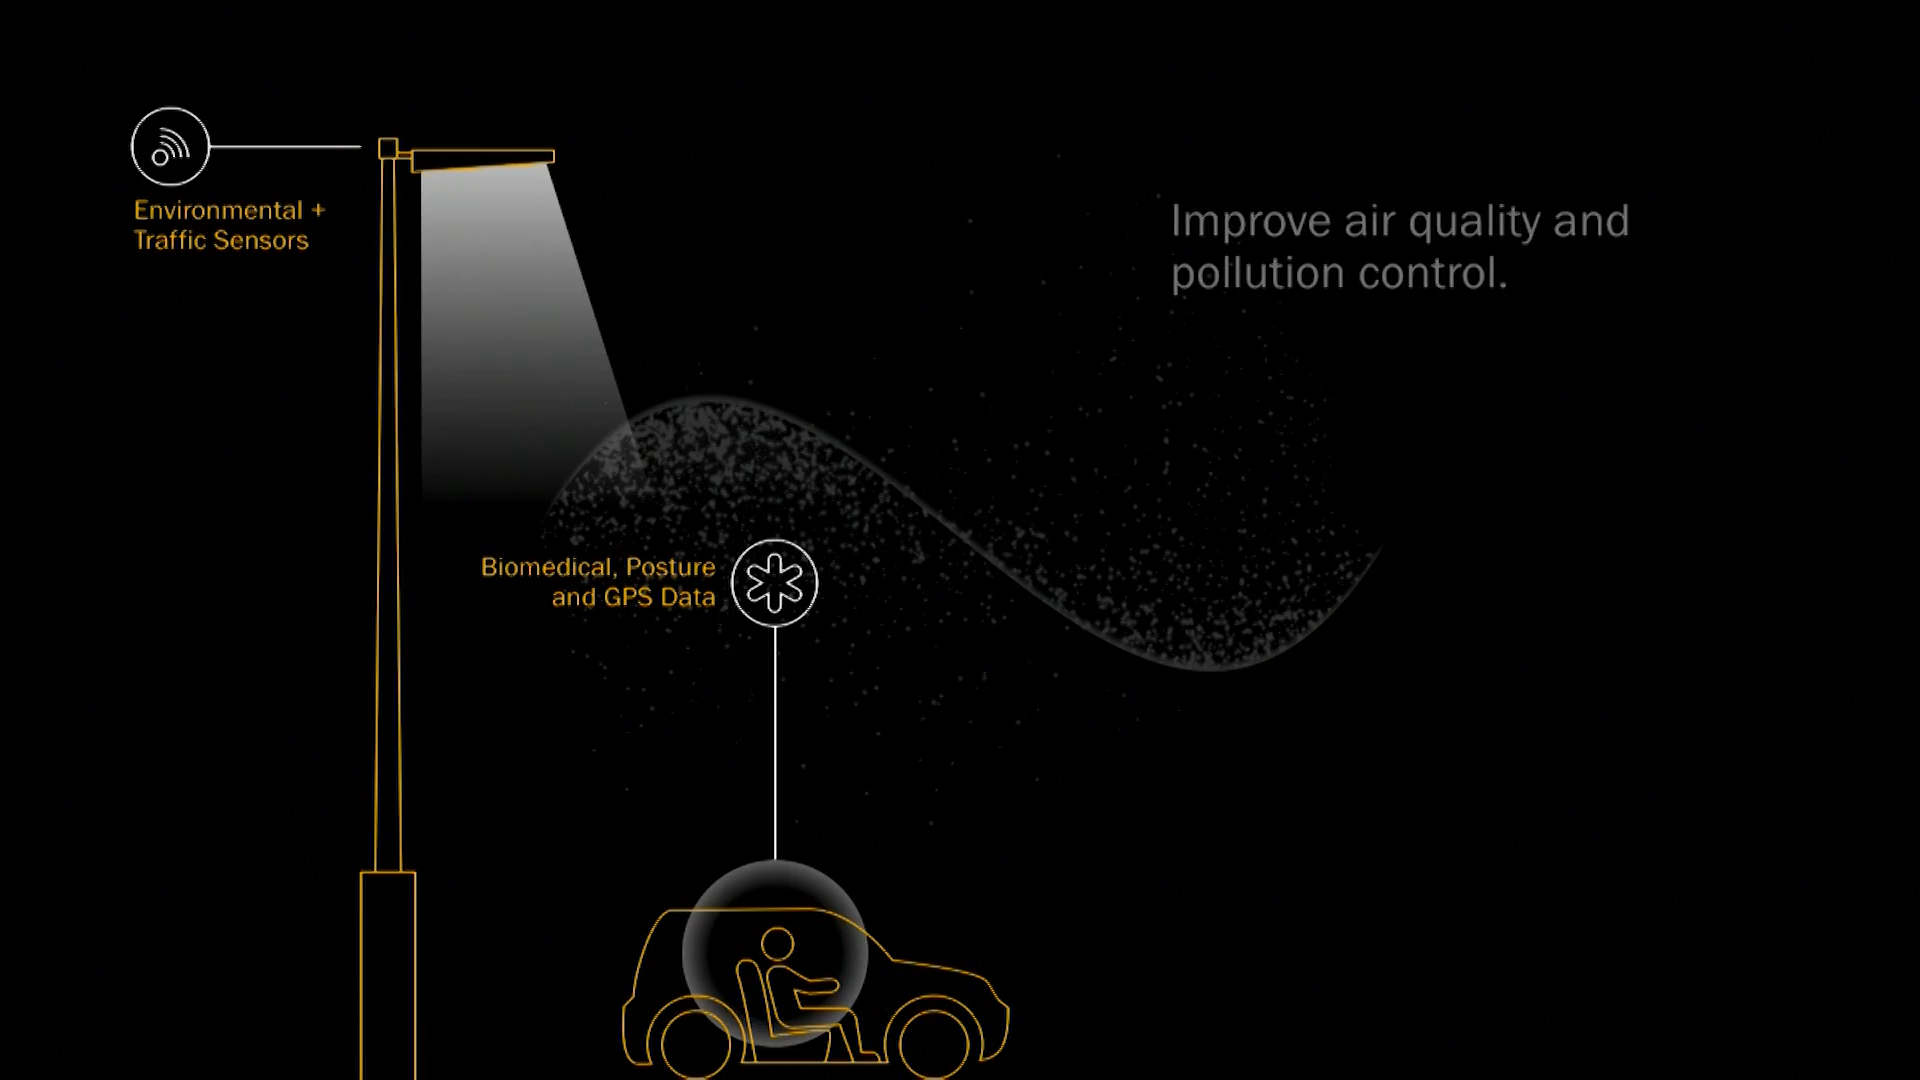 Environmental +
Traffic Sensors
Improve air quality and
pollution control.
Biomedical, Posture
and GPS Data